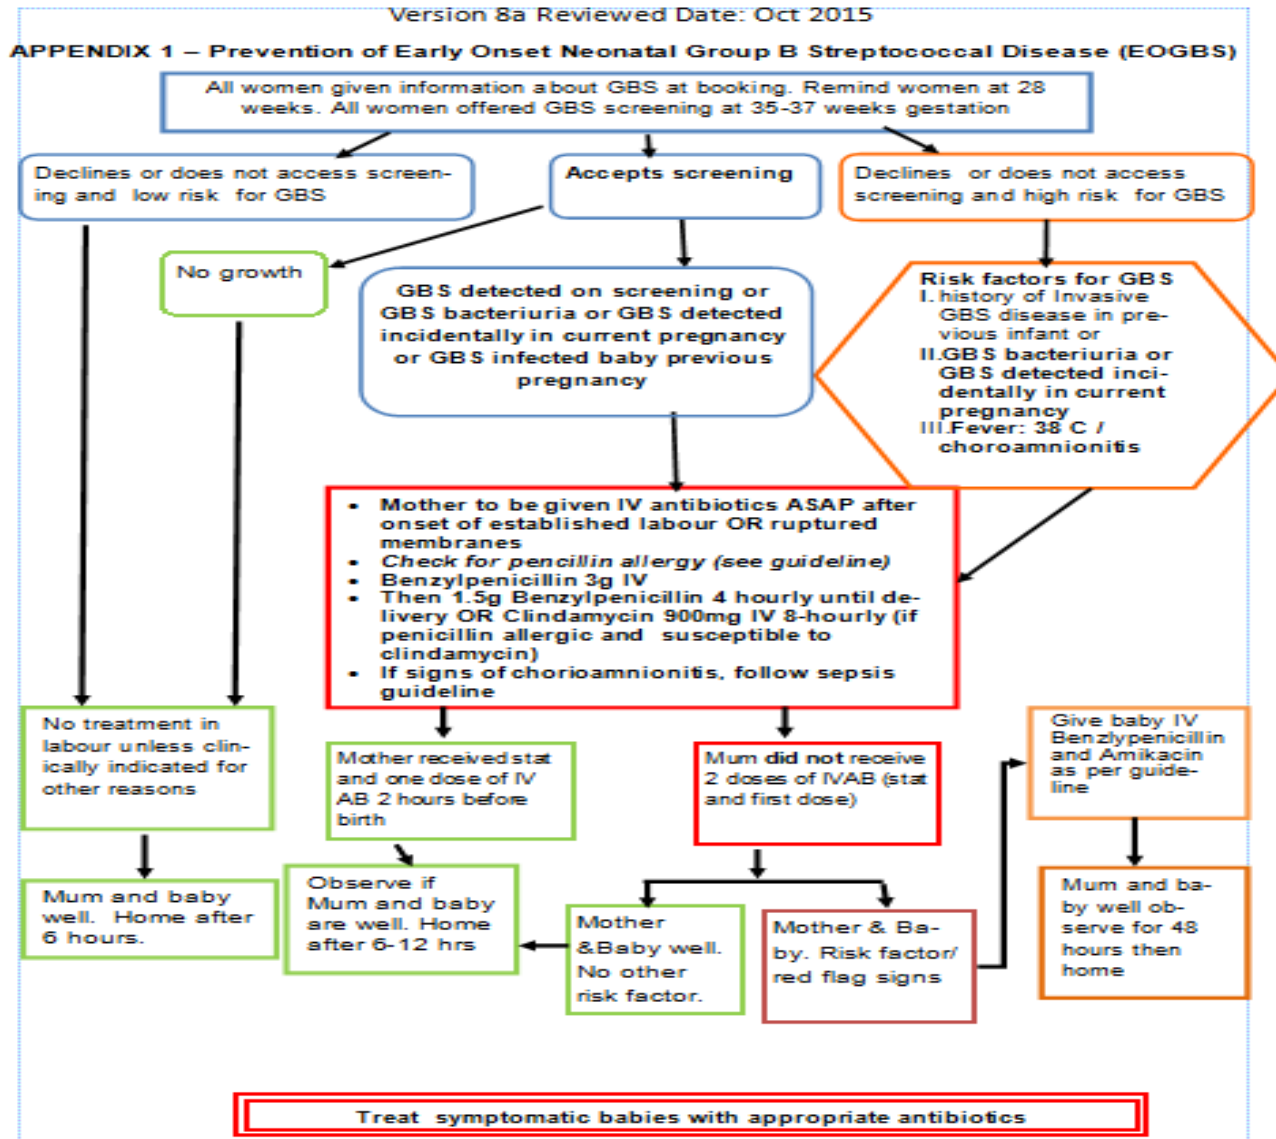 Version 8a Reviewed Date: Oct 2015
APPENDIX 1 – Prevention of Early Onset Neonatal Group B Streptococcal Disease (EOGBS)
All women given information about GBS at booking. Remind women at 28
weeks. All women offered GBS screening at 35-37 weeks gestation
Declines or does not access screen-
ing and low risk for GBS
Accepts screening
Declines or does not access
screening and high risk for GBS
No growth
GBS detected on screening or
GBS bacteriuria or GBS detected
incidentally in current pregnancy
or GBS infected baby previous
pregnancy
Risk factors for GBS
I. history of Invasive
GBS disease in pre-
vious infant or
II.GBS bacteriuria or
GBS detected inci-
dentally in current
pregnancy
III.Fever: 38 C /
choroamnionitis
• Mother to be given IV antibiotics ASAP after
onset of established labour OR ruptured
membranes
• Check for pencillin allergy (see guideline)
• Benzylpenicillin 3g IV
• Then 1.5g Benzylpenicillin 4 hourly until de-
livery OR Clindamycin 900mg IV 8-hourly (if
penicillin allergic and susceptible to
clindamycin)
• If signs of chorioamnionitis, follow sepsis
guideline
No treatment in
labour unless clin-
ically indicated for
other reasons
Mother received stat
and one dose of IV
AB 2 hours before
birth
Mum did not receive
2 doses of IVAB (stat
and first dose)
Give baby IV
Benzlypenicillin
and Amikacin
as per guide-
line
Mum and baby
well. Home after
6 hours.
Observe if
Mum and baby
are well. Home
after 6-12 hrs
Mother
&Baby well.
No other
risk factor.
Mother & Ba-
by. Risk factor/
red flag signs
Mum and ba-
by well ob-
serve for 48
hours then
home
Treat symptomatic babies with appropriate antibiotics